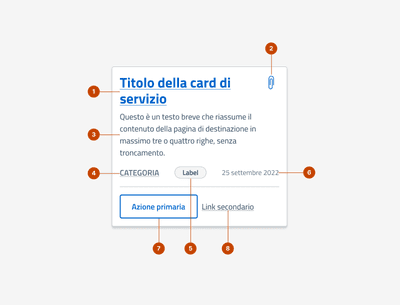 2
Titolo della card di
1
servizio
Questo è un testo breve che riassume il
contenuto della pagina di destinazione in
3
massimo tre o quattro righe, senza
troncamento.
4 CATEGORIA Label 25 settembre 2022 6
Azione primaria Link secondario
7 5 8